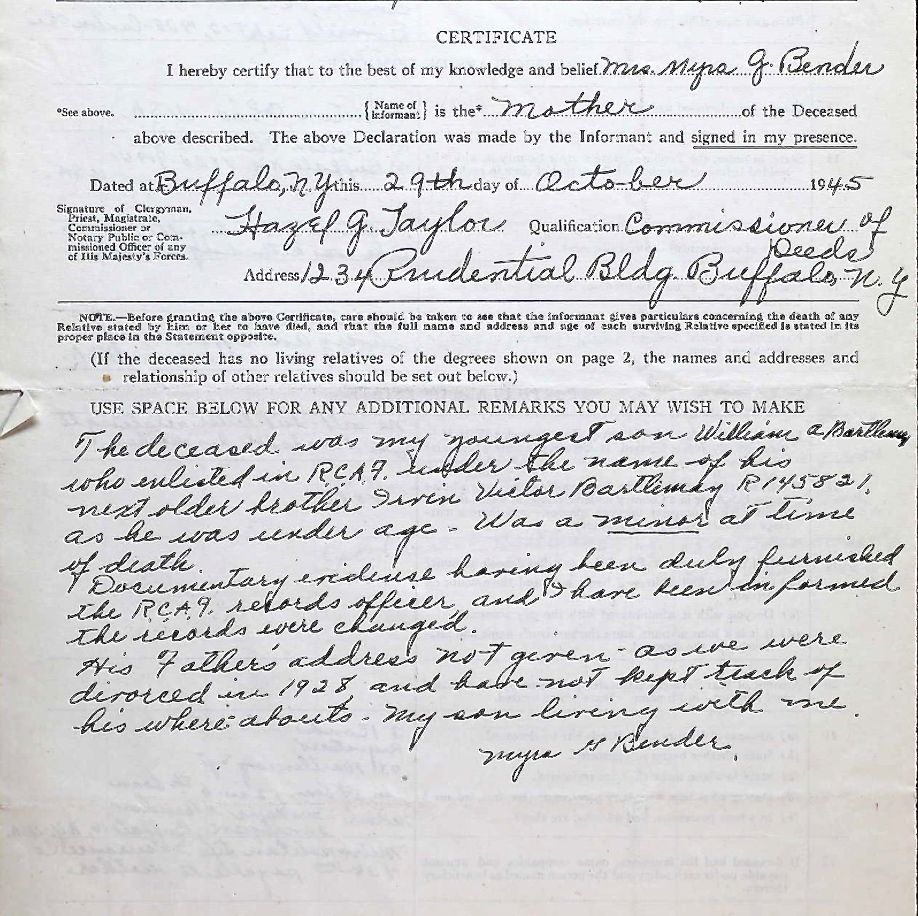 CERTIFICATE
I hereby certify that to the best of my knowledge and belief Mrs. Myra G Bender
*See above. { Name of Informant } is the* Mother of the Deceased
above described. The above Declaration was made by the Informant and signed in my presence.
Dated at Buffalo, N.Y this 29th day of October 1945
Signature of Clergyman, Priest, Magistrate, Commissioner or Notary Public or Commissioned Officer of any of His Majesty's Forces. Hazel G. Taylor Qualification Commissioner of Deeds
Address 1234 Prudential Bldg. Buffalo, N.Y
NOTE.—Before granting the above Certificate, care should be taken to see that the informant gives particulars concerning the death of any
Relative stated by him or her to have died, and that the full name and address and age of each surviving Relative specified is stated in its
proper place in the Statement opposite.
(If the deceased has no living relatives of the degrees shown on page 2, the names and addresses and
relationship of other relatives should be set out below.)
USE SPACE BELOW FOR ANY ADDITIONAL REMARKS YOU MAY WISH TO MAKE
The deceased was my youngest son William A Bartlemay
who enlisted in R.C.A.F. under the name of his
next older brother Irvin Victor Bartlemay R145821,
as he was under age - Was a minor at time
of death.
Documentary evidense having been duly furnished
the R.C.A.F. records officer, and I have been informed
the records were changed.
His Father's address not given - as we were
divorced in 1928, and have not kept track of
his where-abouts - My son living with me.
Myra G Bender.